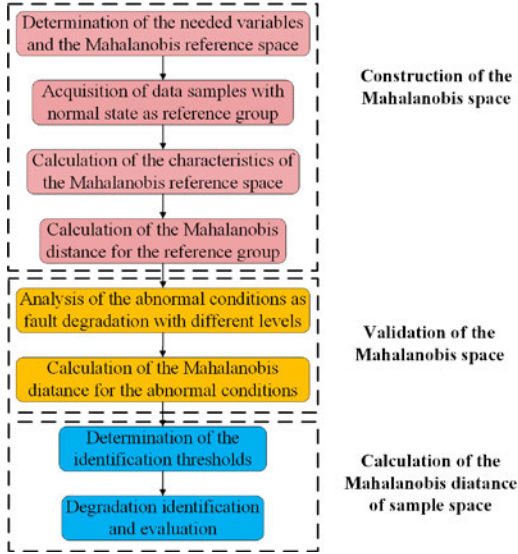 Determination of the needed variables
and the Mahalanobis reference space
Acquisition of data samples with
normal state as reference group
Calculation of the characteristics of
the Mahalanobis reference space
Calculation of the Mahalanobis
distance for the reference group
Construction of the
Mahalanobis space
Analysis of the abnormal conditions as
fault degradation with different levels
Calculation of the Mahalanobis
diatance for the abnormal conditions
Validation of the
Mahalanobis space
Determination of the
identification thresholds
Degradation identification
and evaluation
Calculation of the
Mahalanobis diatance
of sample space